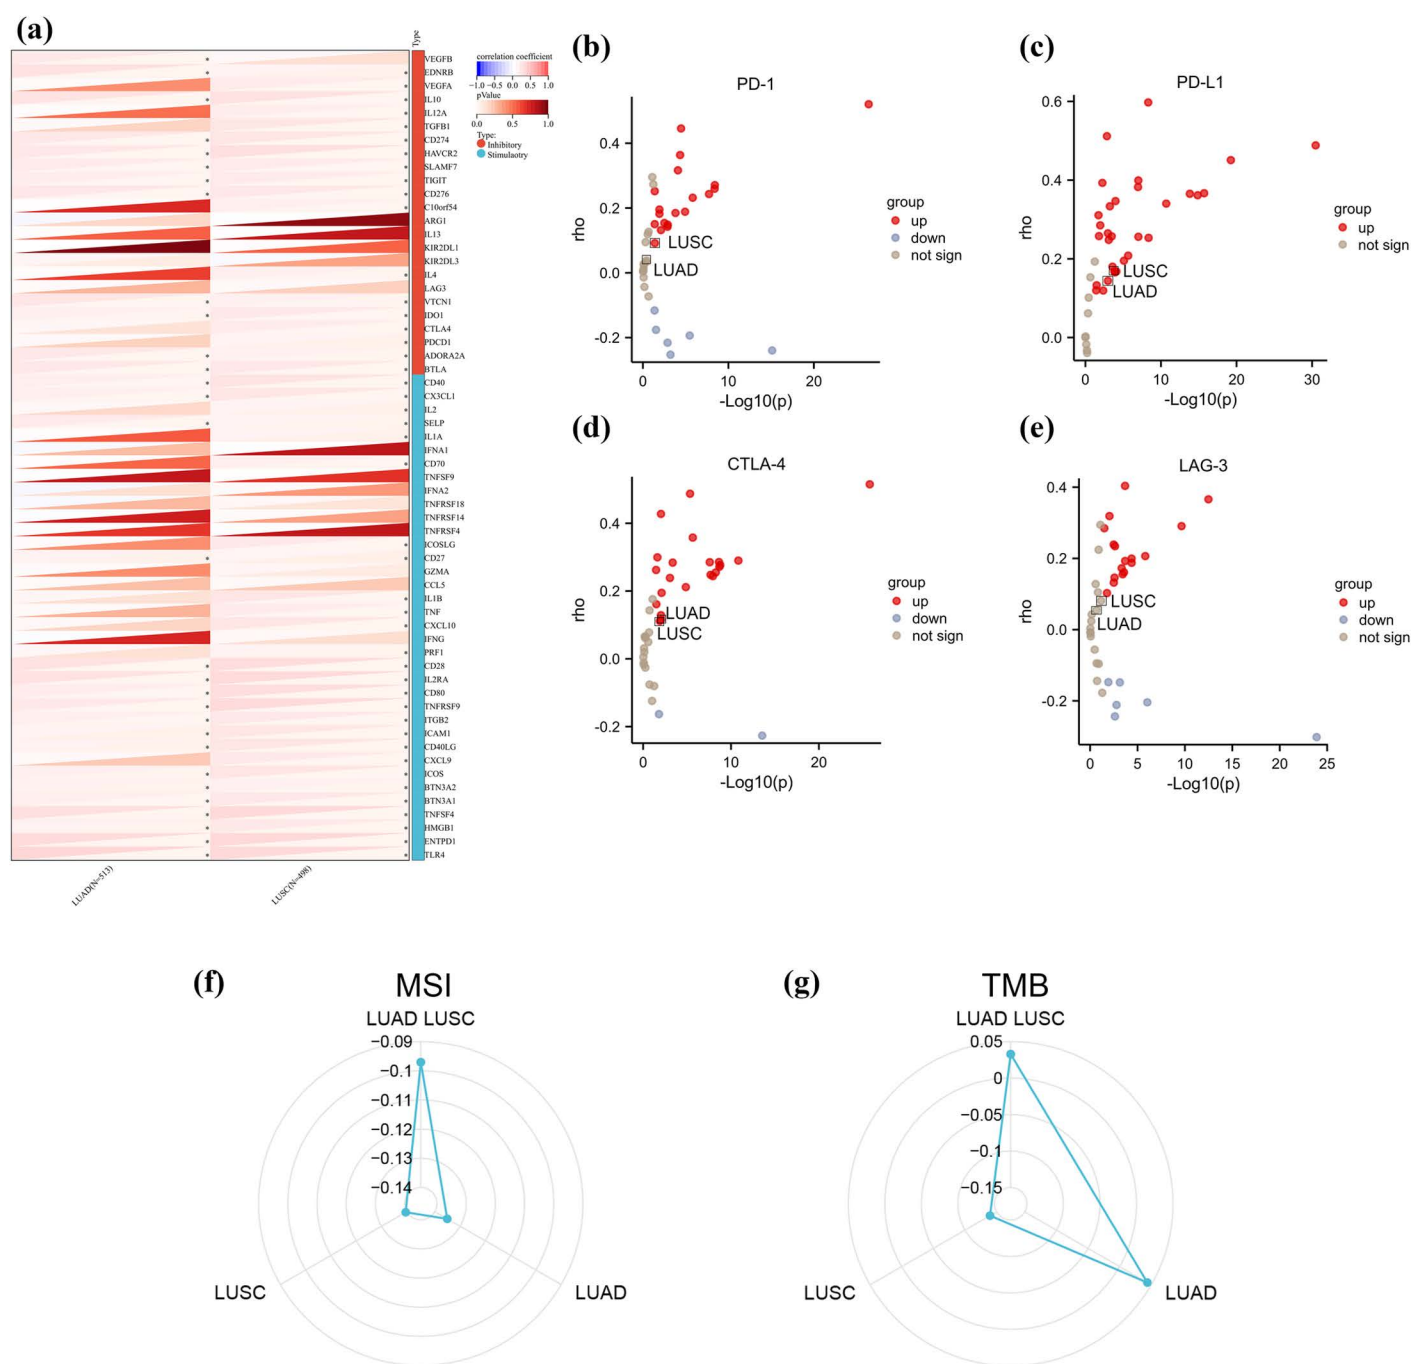 (a)
Type
VEGFB
EDNRB
VEGFA
IL10
IL12A
TGFB1
CD274
HAVCR2
SLAMF7
TIGIT
CD276
C10orf54
ARG1
IL13
KIR2DL1
KIR2DL3
IL4
LAG3
VTCN1
IDO1
CTLA4
PDCD1
ADORA2A
BTLA
CD40
CX3CL1
IL2
SELP
IL1A
IFNA1
CD70
TNFSF9
IFNA2
TNFRSF18
TNFRSF14
TNFRSF4
ICOSLG
CD27
GZMA
CCL5
IL1B
TNF
CXCL10
IFNG
PRF1
CD28
IL2RA
CD80
TNFRSF9
ITGB2
ICAM1
CD40LG
CXCL9
ICOS
BTN3A2
BTN3A1
TNFSF4
HMGB1
ENTPD1
TLR4
LUAD(N=513)
LUSC(N=498)
correlation coefficient
-1.0 -0.5 0.0 0.5 1.0
pValue
0.0 0.5 1.0
Type:
Inhibitory
Stimulaotry
(b)
PD-1
rho
0.4
0.2
0.0
-0.2
LUSC
LUAD
0 10 20
-Log10(p)
group
up
down
not sign
(c)
PD-L1
rho
0.6
0.4
0.2
0.0
LUSC
LUAD
0 10 20 30
-Log10(p)
group
up
not sign
(d)
CTLA-4
rho
0.4
0.2
0.0
-0.2
LUAD
LUSC
0 10 20
-Log10(p)
group
up
down
not sign
(e)
LAG-3
rho
0.4
0.2
0.0
-0.2
LUSC
LUAD
0 5 10 15 20 25
-Log10(p)
group
up
down
not sign
(f)
MSI
LUAD LUSC
−0.09
−0.1
−0.11
−0.12
−0.13
−0.14
LUSC
LUAD
(g)
TMB
LUAD LUSC
0.05
0
−0.05
−0.1
−0.15
LUSC
LUAD